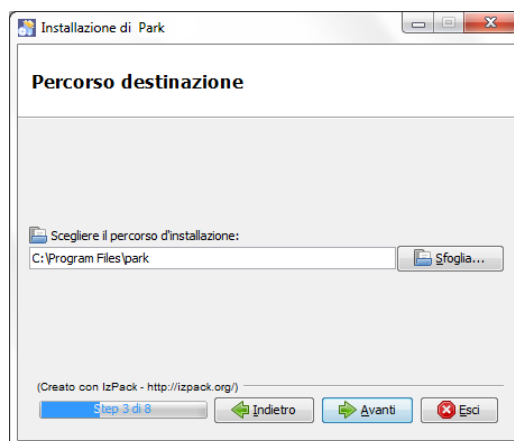 Installazione di Park
Percorso destinazione
Scegliere il percorso d'installazione:
C:\Program Files\park
Sfoglia...
(Creato con IzPack - http://izpack.org/)
Step 3 di 8
Indietro
Avanti
Esci